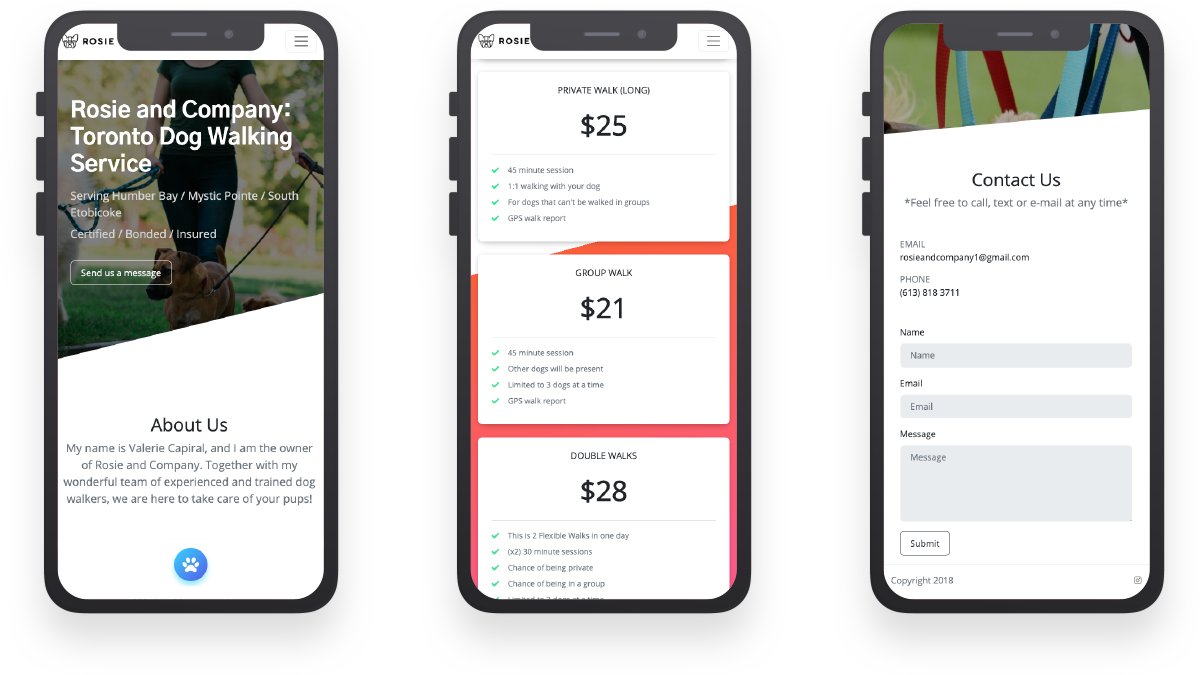 ROSIE
Rosie and Company:
Toronto Dog Walking
Service
Serving Humber Bay / Mystic Pointe / South
Etobicoke
Certified / Bonded / Insured
Send us a message
About Us
My name is Valerie Capiral, and I am the owner
of Rosie and Company. Together with my
wonderful team of experienced and trained dog
walkers, we are here to take care of your pups!
ROSIE
PRIVATE WALK (LONG)
$25
45 minute session
1:1 walking with your dog
For dogs that can't be walked in groups
GPS walk report
GROUP WALK
$21
45 minute session
Other dogs will be present
Limited to 3 dogs at a time
GPS walk report
DOUBLE WALKS
$28
This is 2 Flexible Walks in one day
(x2) 30 minute sessions
Chance of being private
Chance of being in a group
Limited to 3 dogs at a time
Contact Us
*Feel free to call, text or e-mail at any time*
EMAIL
rosieandcompany1@gmail.com
PHONE
(613) 818 3711
Name
Name
Email
Email
Message
Message
Submit
Copyright 2018